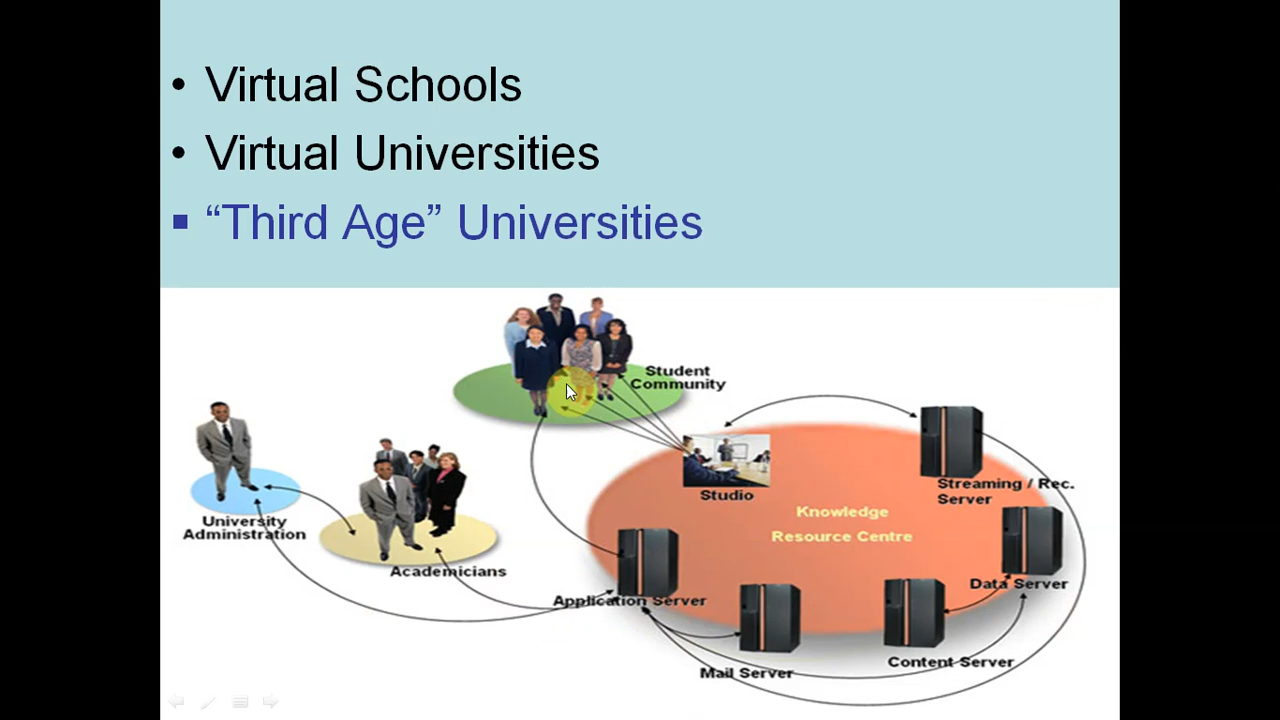 • Virtual Schools
• Virtual Universities
▪ “Third Age” Universities
Student
Community
University
Administration
Academicians
Studio
Streaming / Rec.
Server
Knowledge
Resource Centre
Data Server
Application Server
Content Server
Mail Server